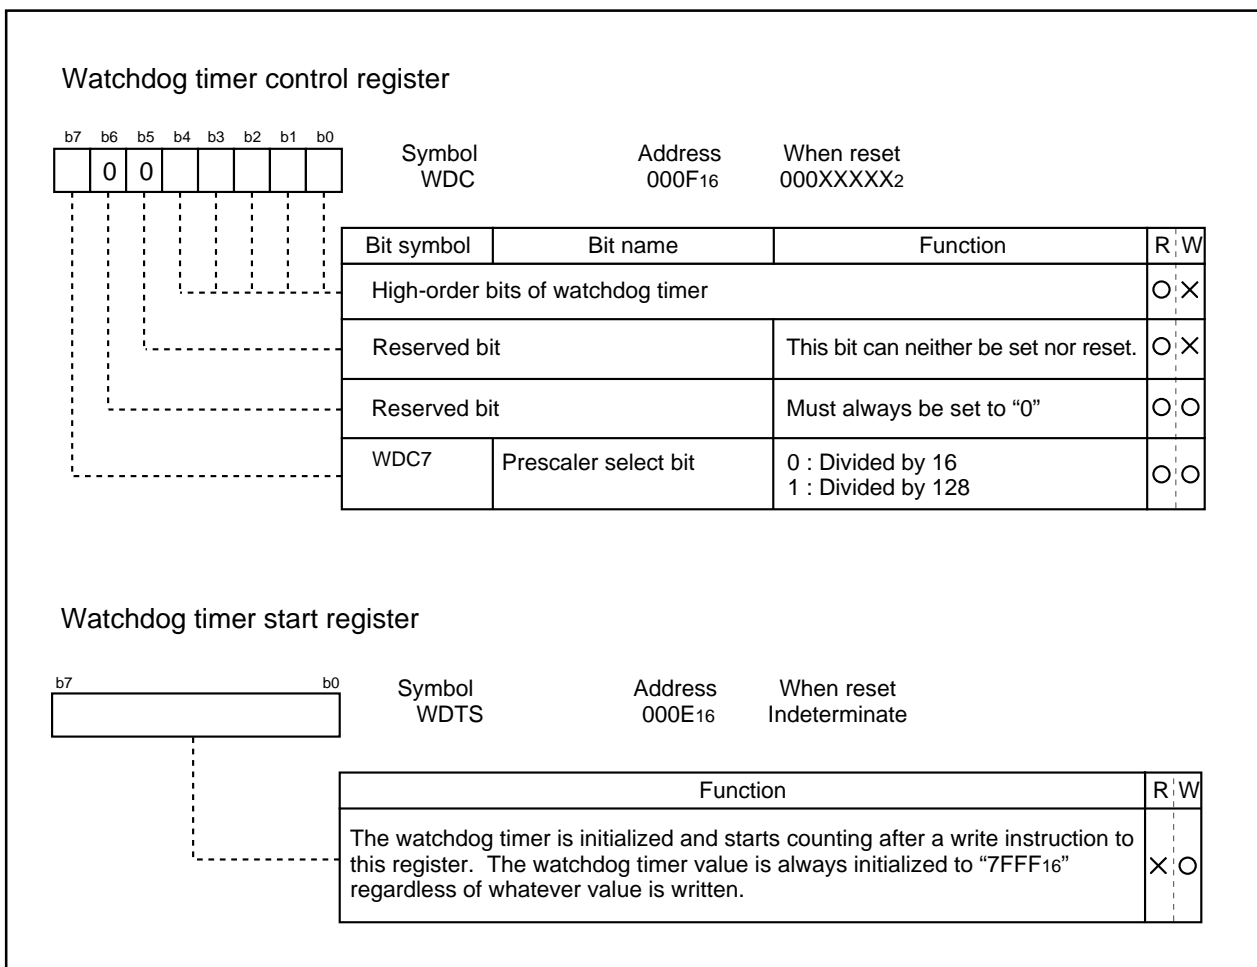 Watchdog timer control register
b7 b6 b5 b4 b3 b2 b1 b0
0 0
Symbol Address When reset
WDC 000F16 000XXXXX2
Bit symbol Bit name Function R W
High-order bits of watchdog timer
Reserved bit This bit can neither be set nor reset.
Reserved bit Must always be set to “0”
WDC7 Prescaler select bit 0 : Divided by 16
1 : Divided by 128
Watchdog timer start register
b7 b0
Symbol Address When reset
WDTS 000E16 Indeterminate
Function R W
The watchdog timer is initialized and starts counting after a write instruction to
this register. The watchdog timer value is always initialized to “7FFF16”
regardless of whatever value is written.